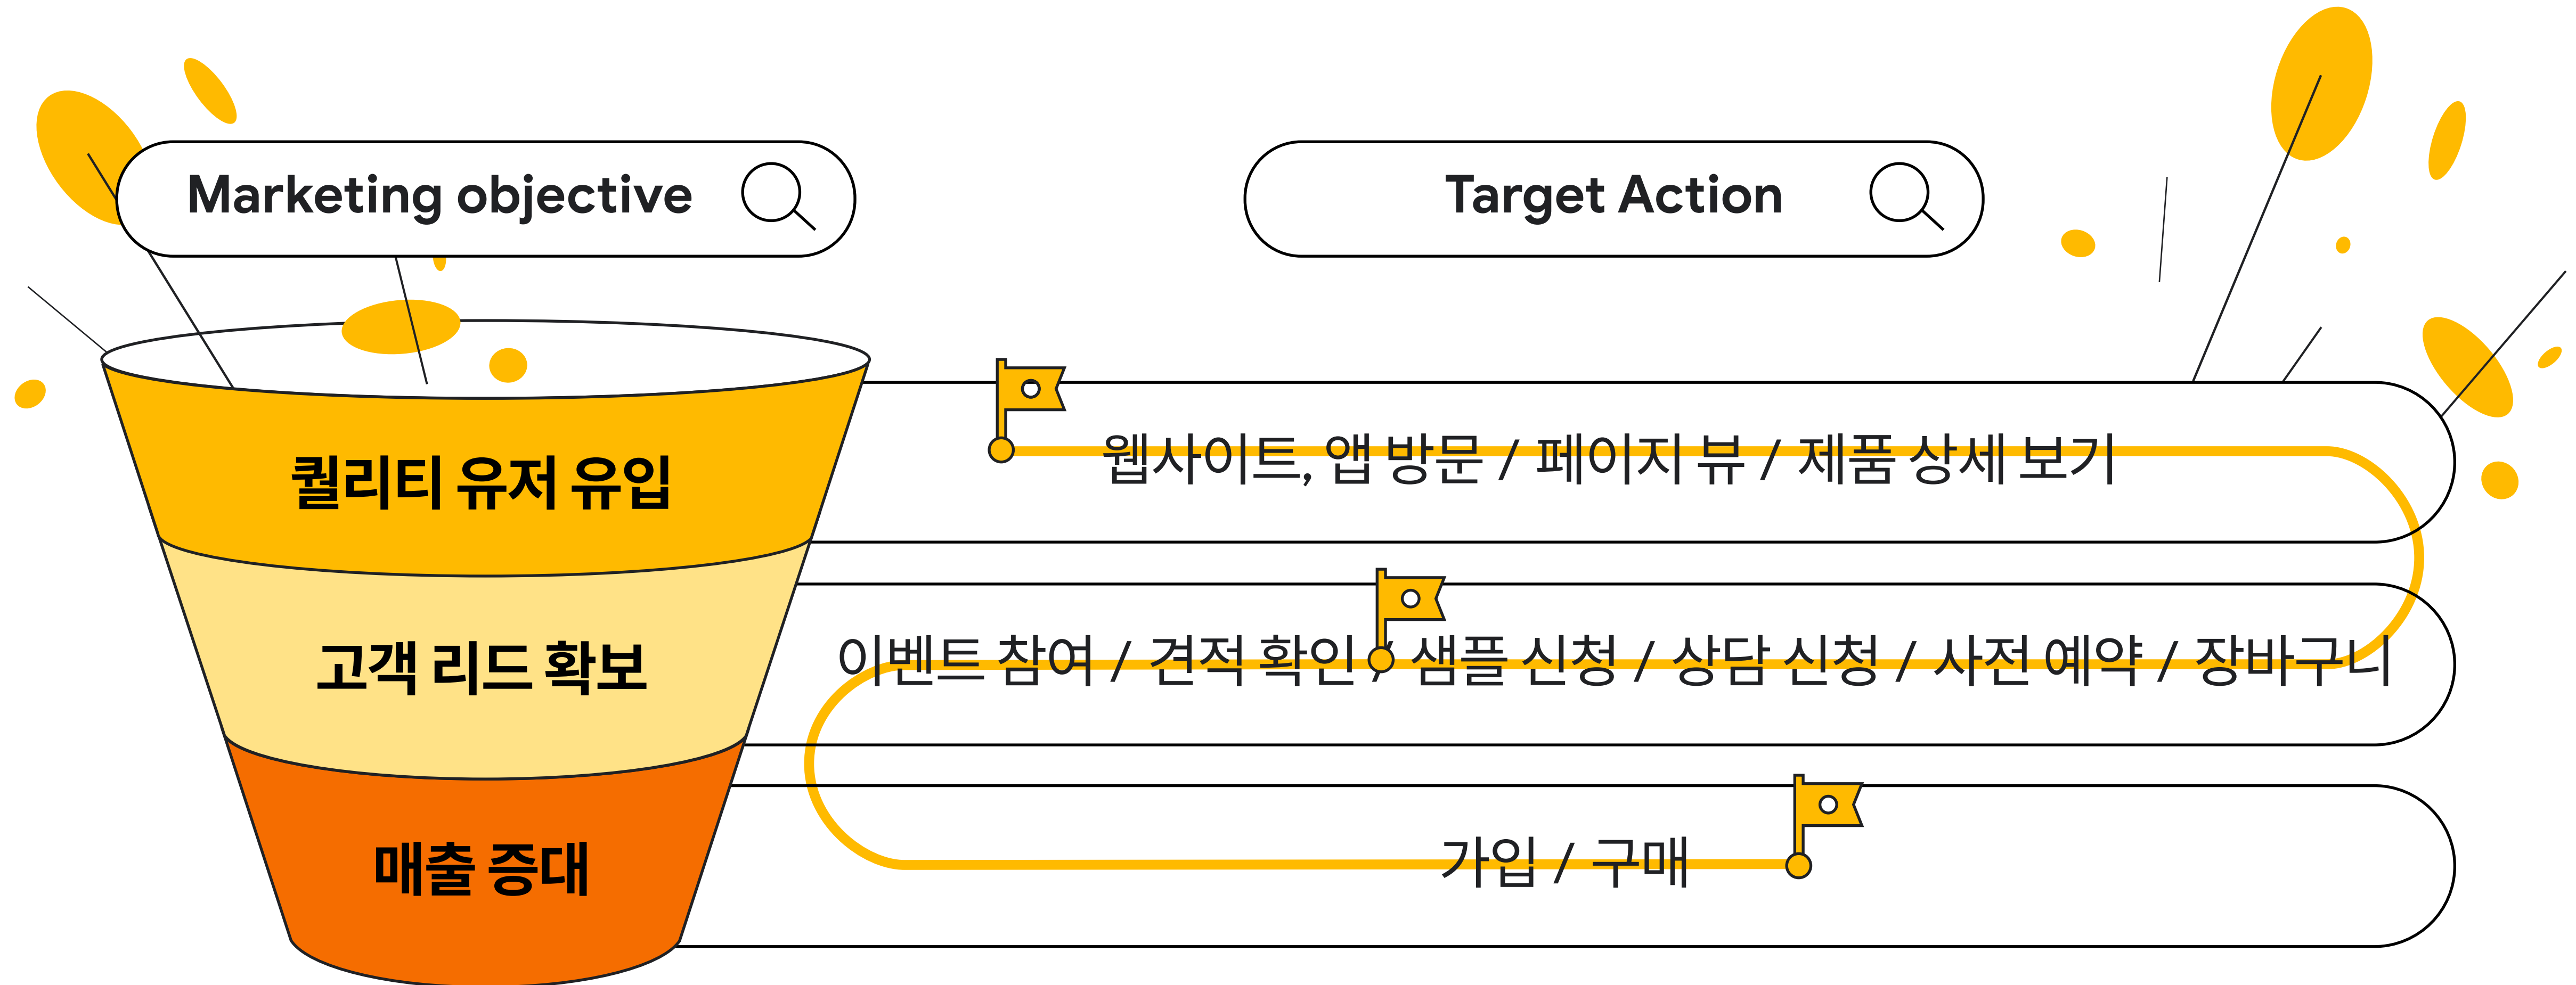 Marketing objective
Target Action
퀄리티 유저 유입
웹사이트, 앱 방문 / 페이지 뷰 / 제품 상세 보기
고객 리드 확보
이벤트 참여 / 견적 확인 / 샘플 신청 / 상담 신청 / 사전 예약 / 장바구니
매출 증대
가입 / 구매